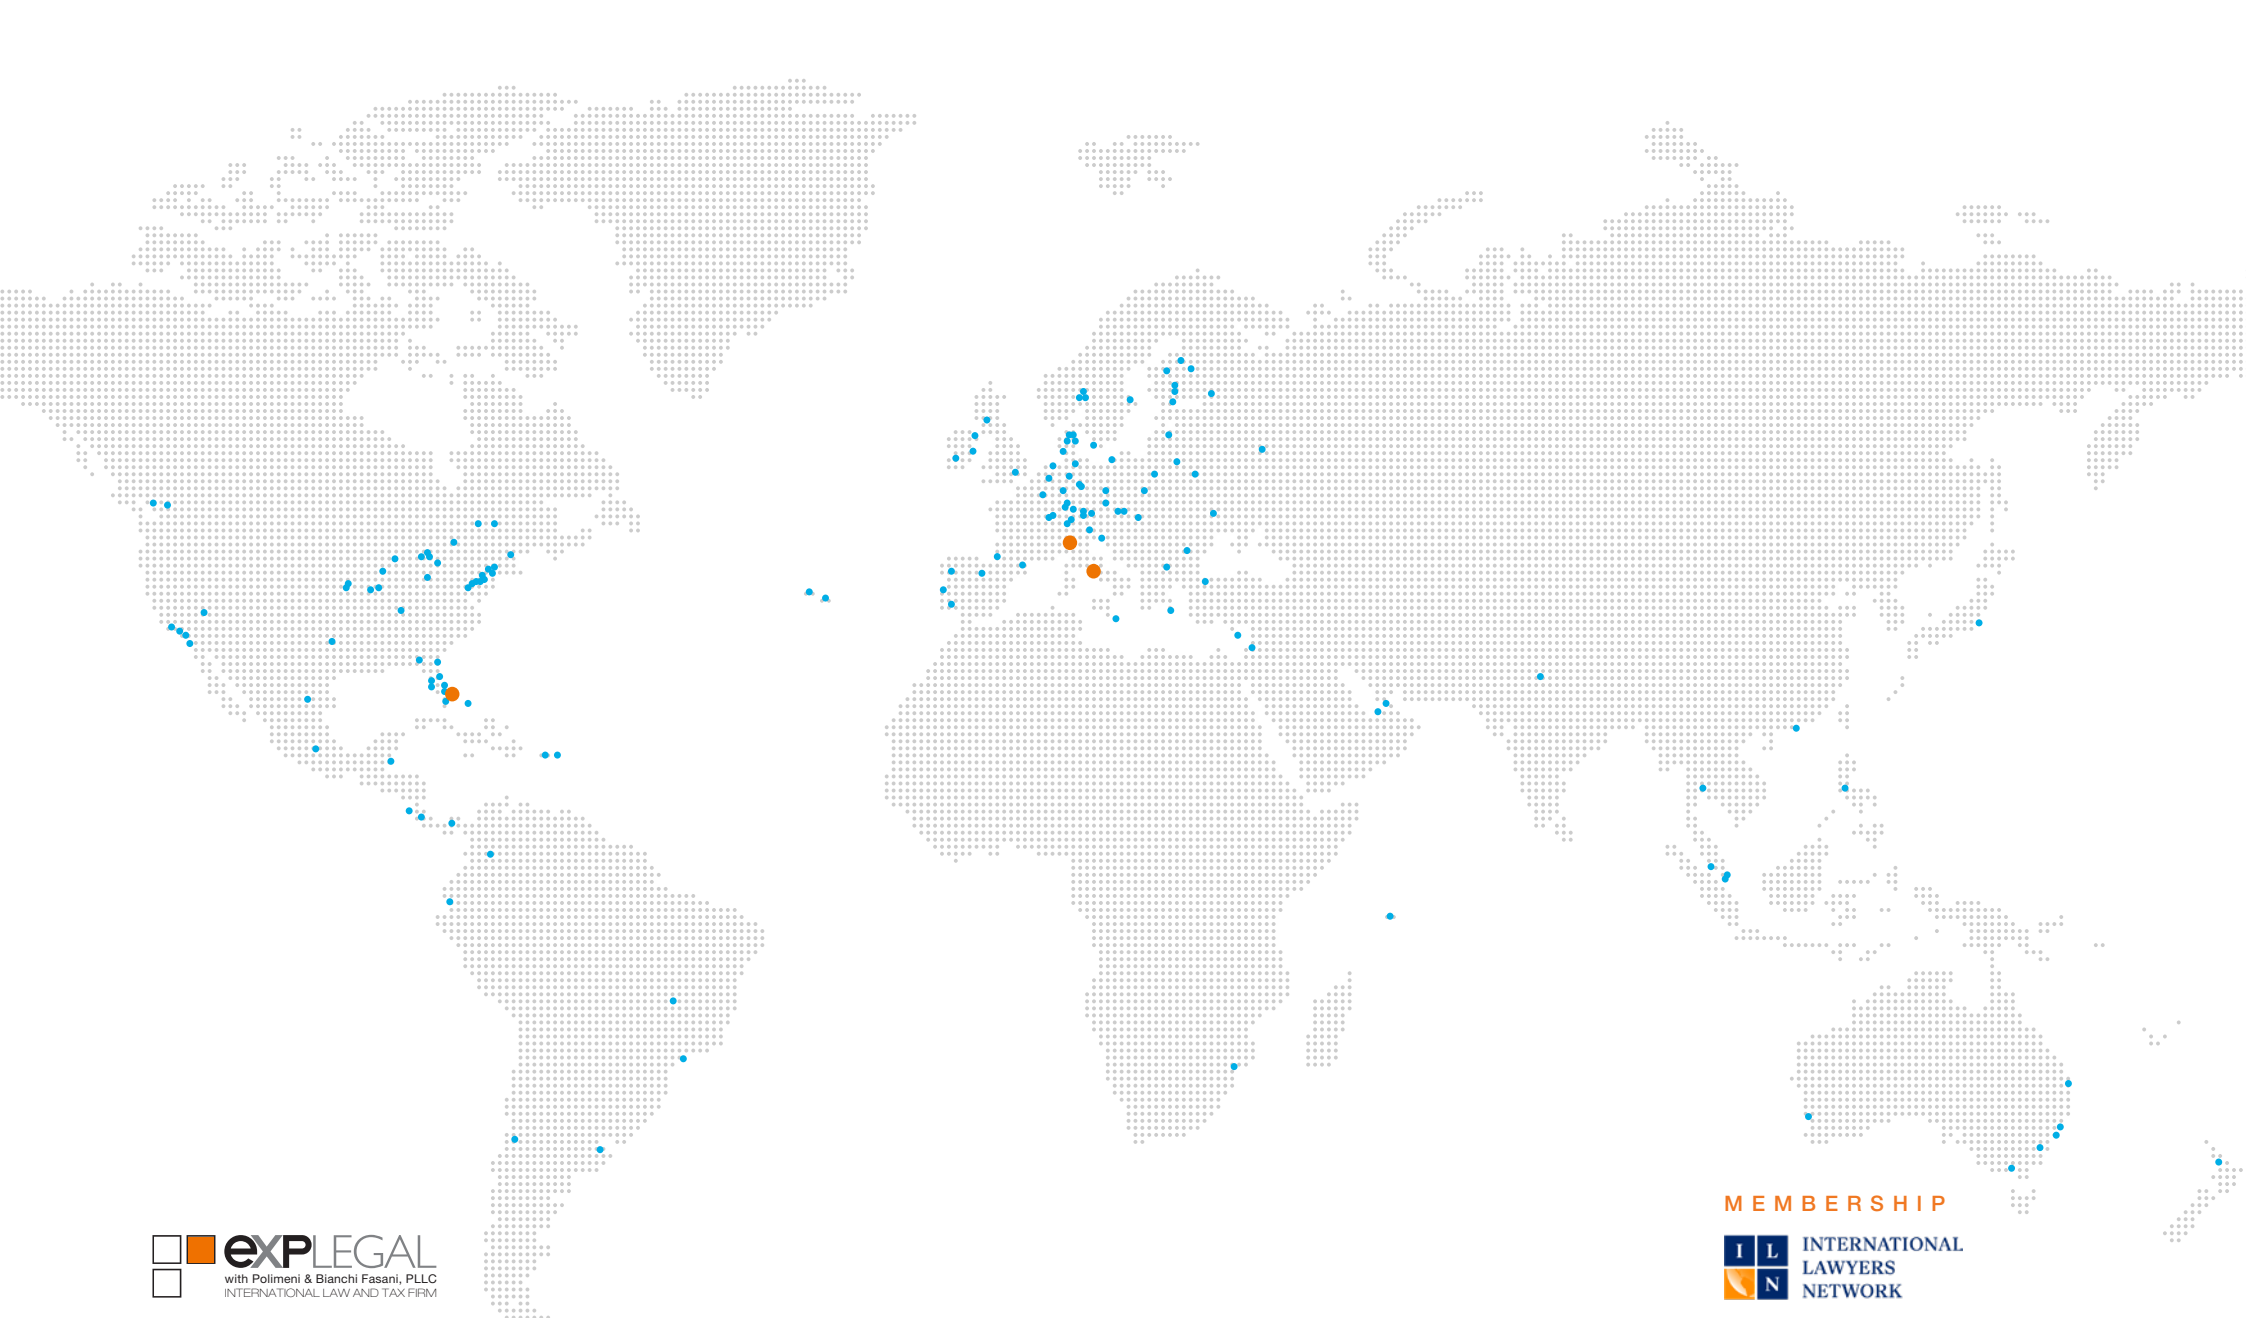 MEMBERSHIP
eXPLEGAL
with Polimeni & Bianchi Fasani, PLLC
INTERNATIONAL LAW AND TAX FIRM
I L
N
INTERNATIONAL
LAWYERS
NETWORK